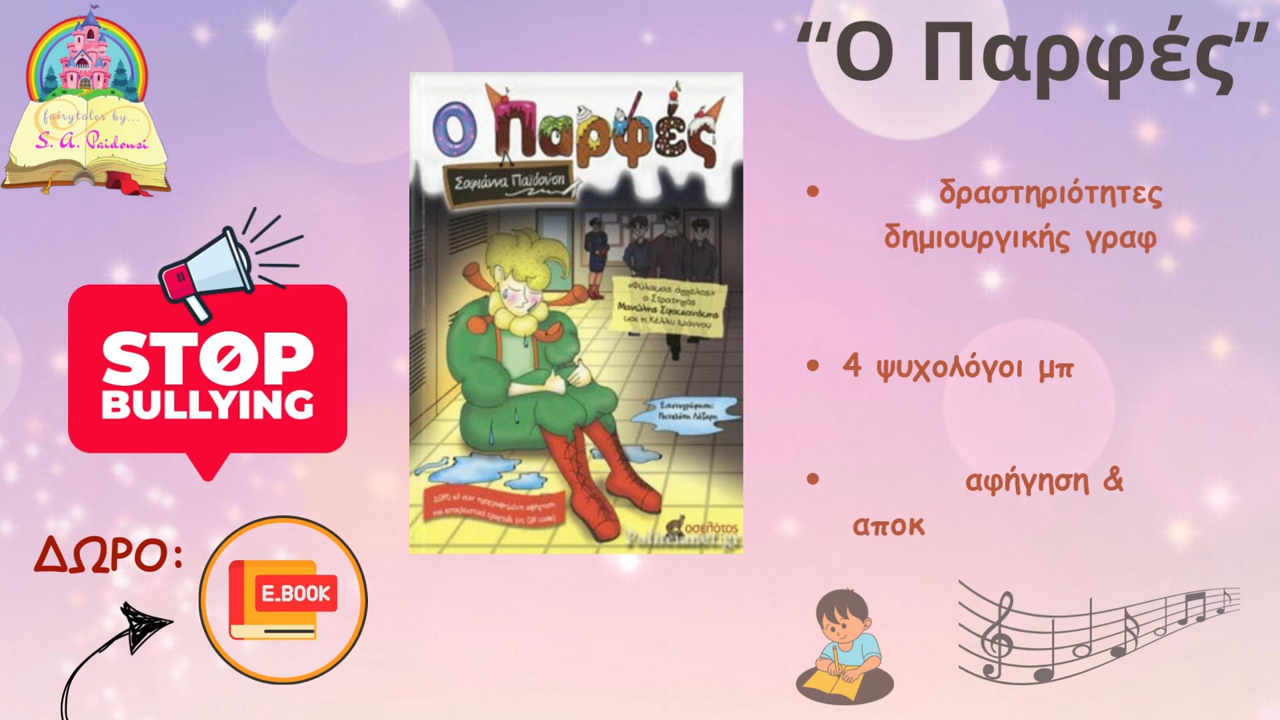 fairytales by...
S. A. Paidousi
“Ο Παρφές”
Ο Παρφές
Σοφιάννα Παϊδούση
«Φύλακας άγγελος»
ο Στρατηγός
Μανώλης Σφακιανάκης
και η Κέλλυ Ιωάννου
Εικονογράφηση:
οσελότος
STOP
BULLYING
ΔΩΡΟ:
E-BOOK
• δραστηριότητες
δημιουργικής γραφ
• 4 ψυχολόγοι μπ
• αφήγηση &
αποκ